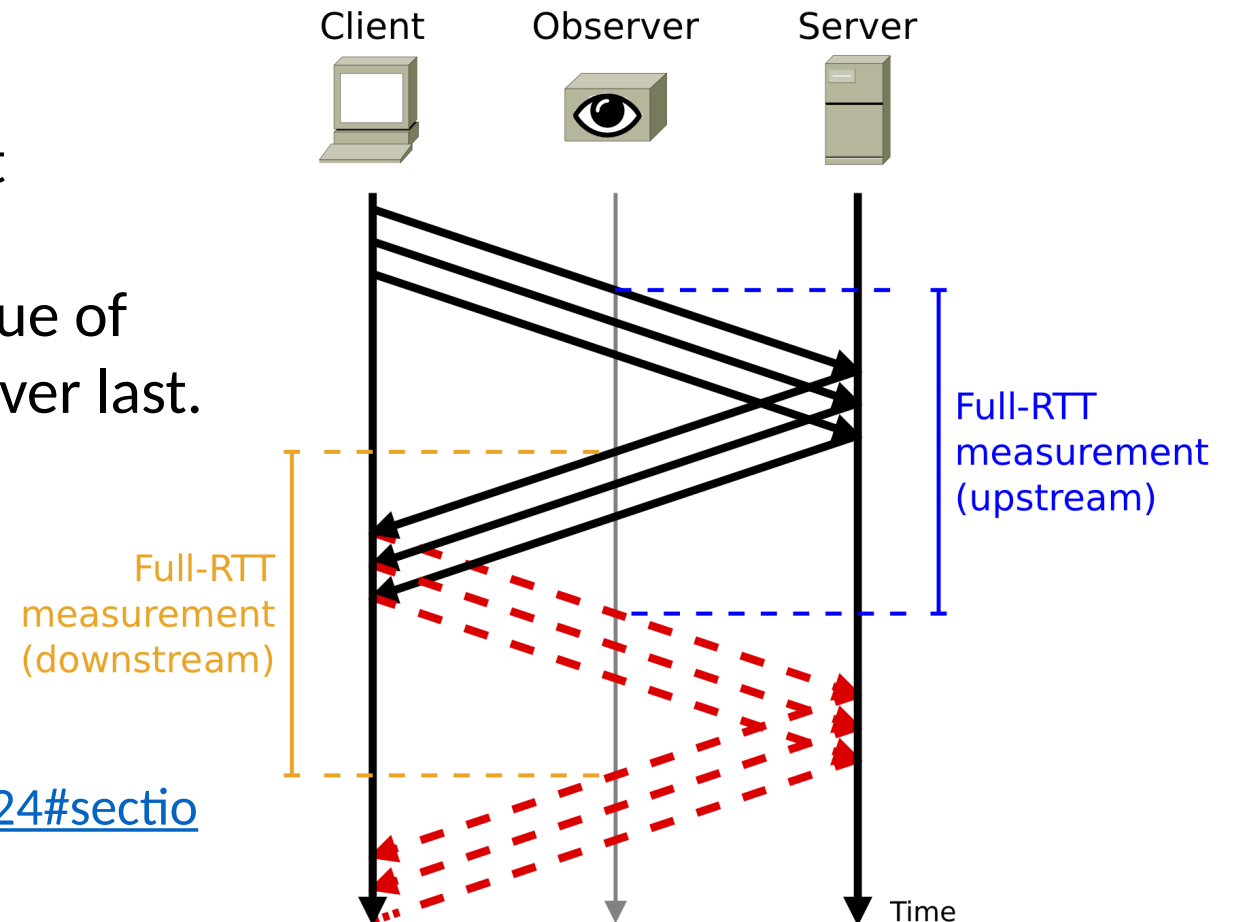 Client Observer Server
t
ue of
ver last.
Full-RTT
measurement
(upstream)
Full-RTT
measurement
(downstream)
24#sectio
Time